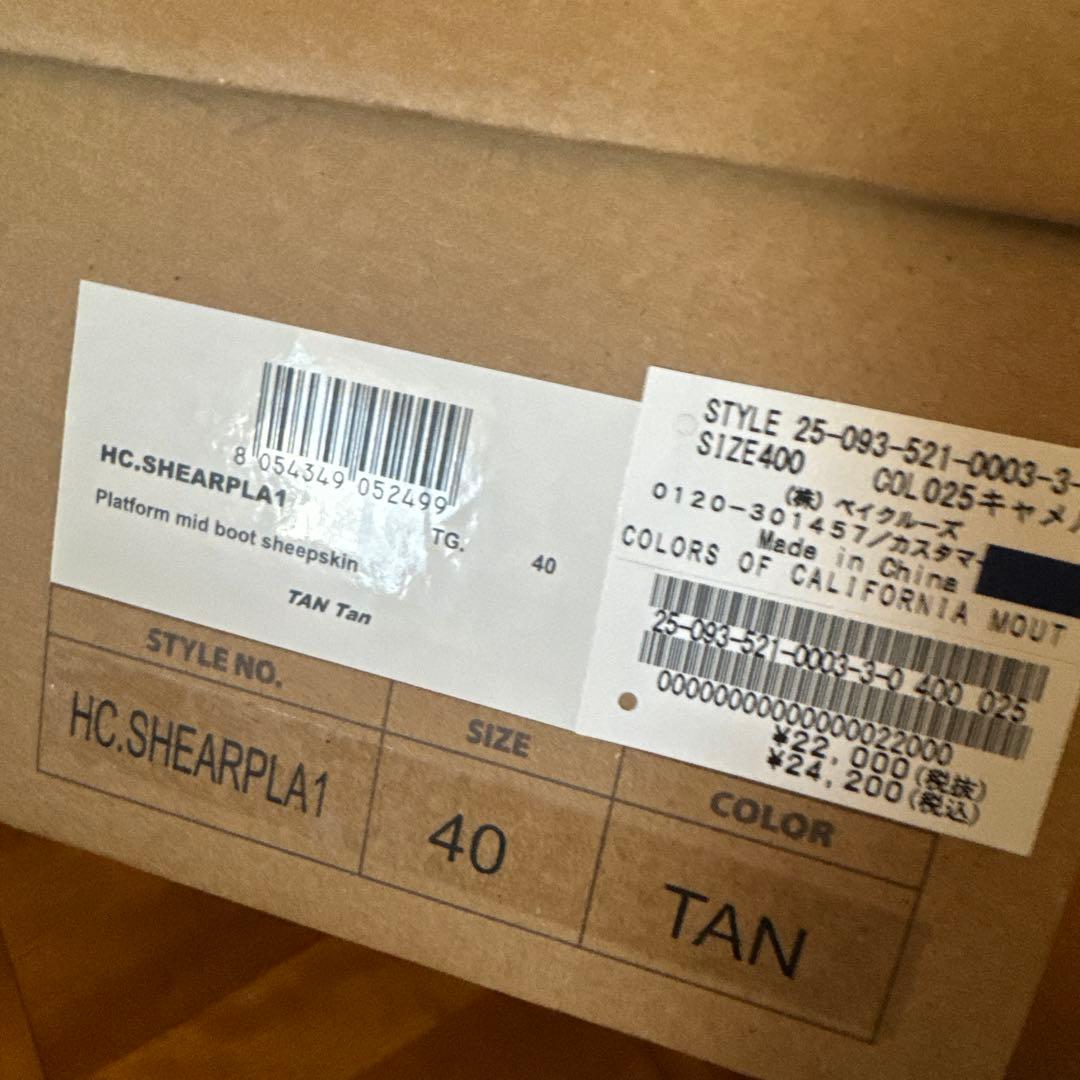 8 054349 052499
HC.SHEARPLA1
Platform mid boot sheepskin
TG.
40
TAN Tan
STYLE NO.
SIZE
COLOR
HC.SHEARPLA1
40
TAN
STYLE 25-093-521-0003-3-
SIZE400 COL025キャメ
(株)ベイクルーズ
0120-301457/カスタマ
Made in China
COLORS OF CALIFORNIA MOUT
25-093-521-0003-3-0 400 025
¥22,000(税抜)
¥24,200(税込)